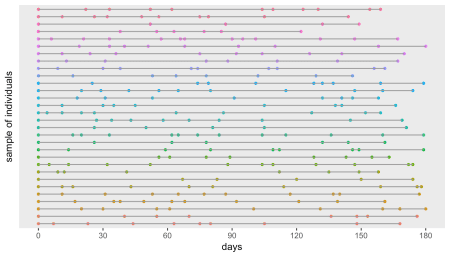 sample of individuals
0 30 60 90 120 150 180
days